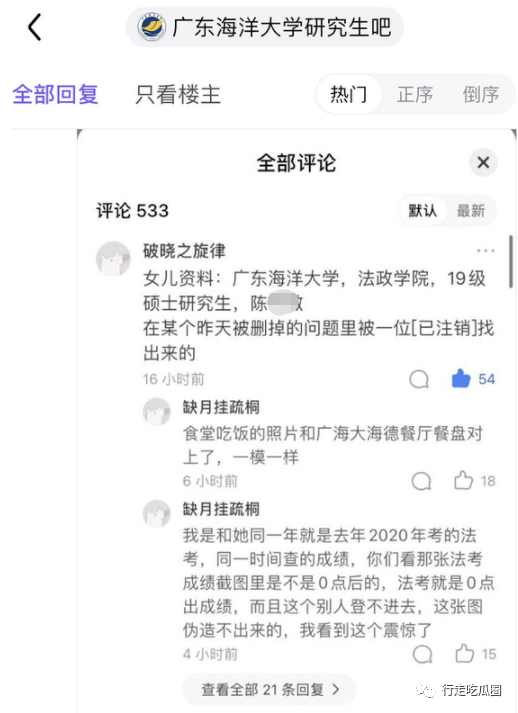 广东海洋大学研究生吧
全部回复 只看楼主 热门 正序 倒序
全部评论
评论 533 默认 最新
破晓之旋律
女儿资料：广东海洋大学，法政学院，19级
硕士研究生，陈
在某个昨天被删掉的问题里被一位[已注销]找
出来的
16 小时前 54
缺月挂疏桐
食堂吃饭的照片和广海大海德餐厅餐盘对
上了，一模一样
6 小时前 18
缺月挂疏桐
我是和她同一年就是去年2020年考的法
考，同一时间查的成绩，你们看那张法考
成绩截图里是不是0点后的，法考就是0点
出成绩，而且这个别人登不进去，这张图
伪造不出来的，我看到这个震惊了
4 小时前 15
查看全部 21 条回复
行走吃瓜圈